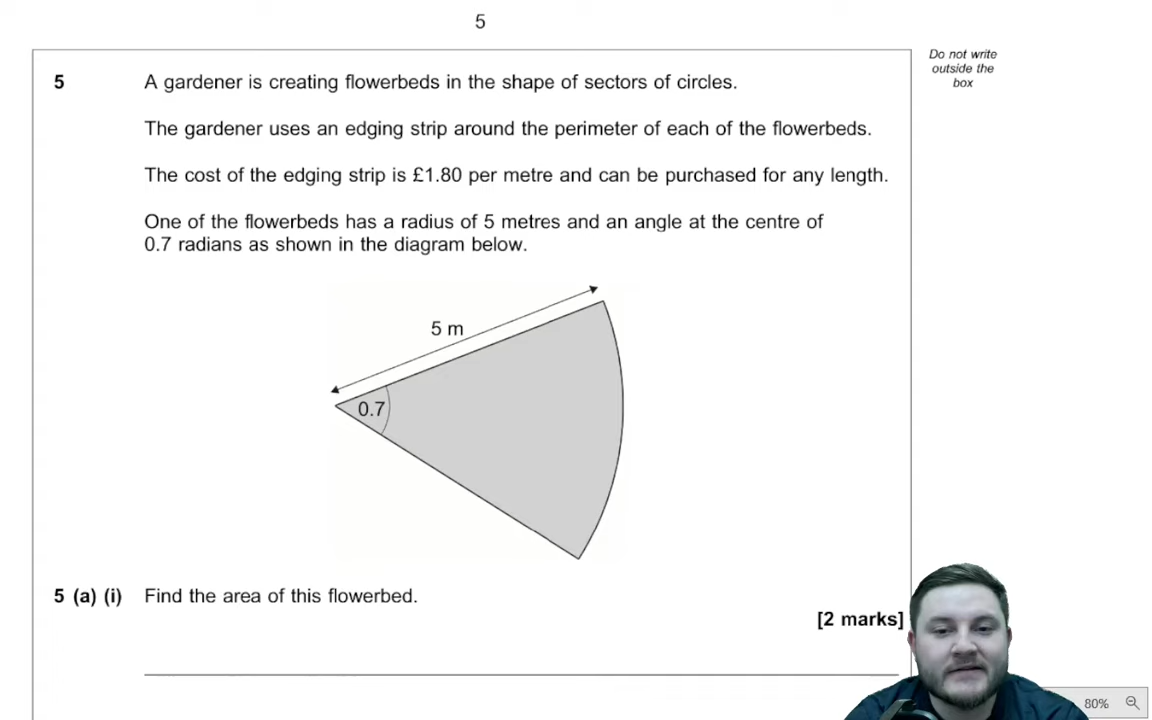 5
Do not write
outside the
box
5 A gardener is creating flowerbeds in the shape of sectors of circles.
The gardener uses an edging strip around the perimeter of each of the flowerbeds.
The cost of the edging strip is £1.80 per metre and can be purchased for any length.
One of the flowerbeds has a radius of 5 metres and an angle at the centre of
0.7 radians as shown in the diagram below.
5 m
0.7
5 (a) (i) Find the area of this flowerbed.
[2 marks]
80%